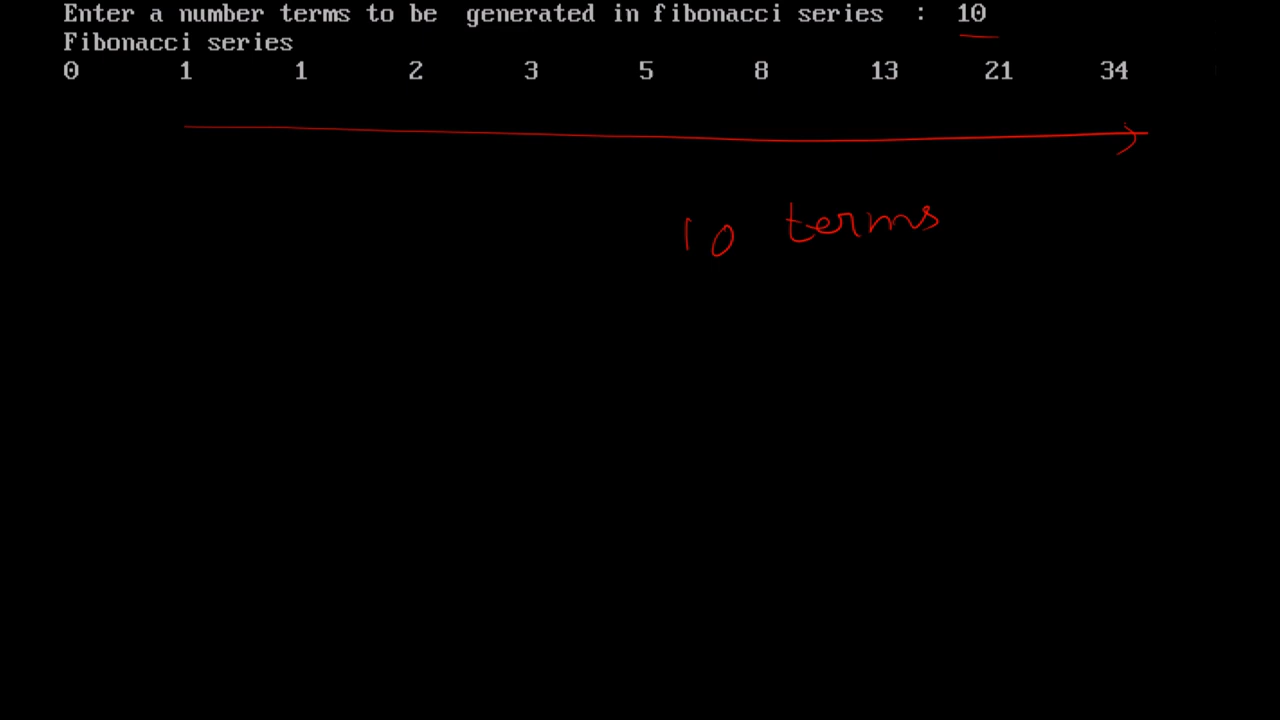 Enter a number terms to be  generated in fibonacci series  :  10
Fibonacci series
0 1 1 2 3 5 8 13 21 34
10 terms